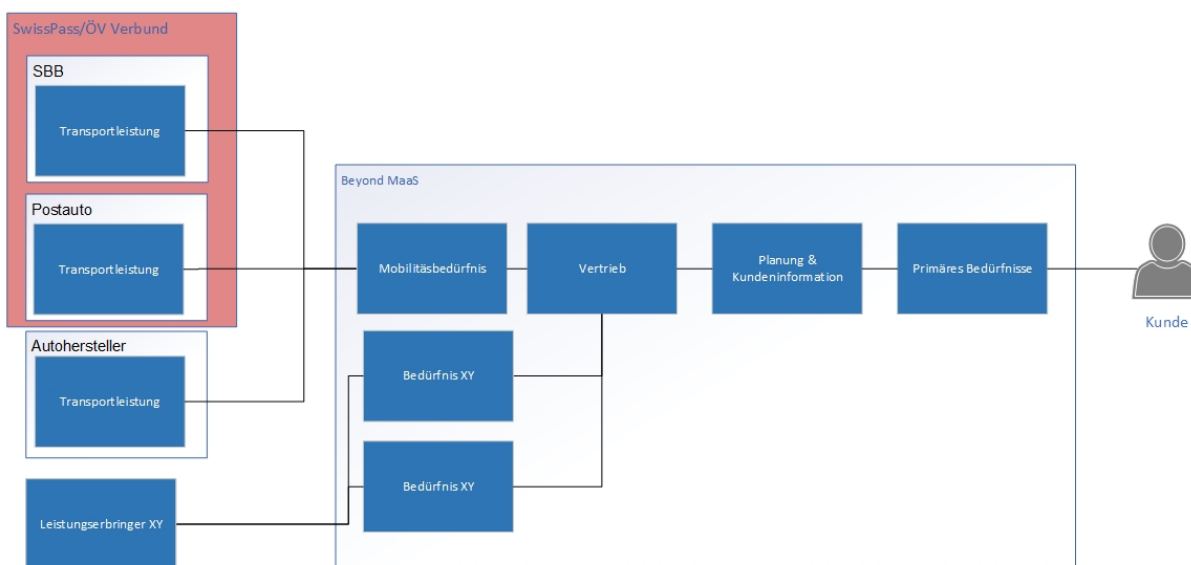 SwissPass/ÖV Verbund
SBB
Transportleistung
Postauto
Transportleistung
Autohersteller
Transportleistung
Leistungserbringer XY
Beyond MaaS
Mobilitäsbedürfnis
Vertrieb
Planung &
Kundeninformation
Primäres Bedürfnisse
Bedürfnis XY
Bedürfnis XY
Kunde